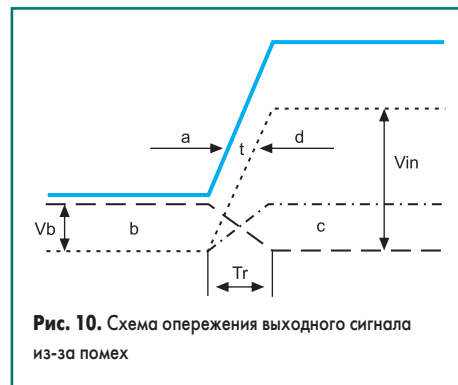 a
t
d
Vin
Vb
b
c
Tr
Рис. 10. Схема опережения выходного сигнала
из-за помех